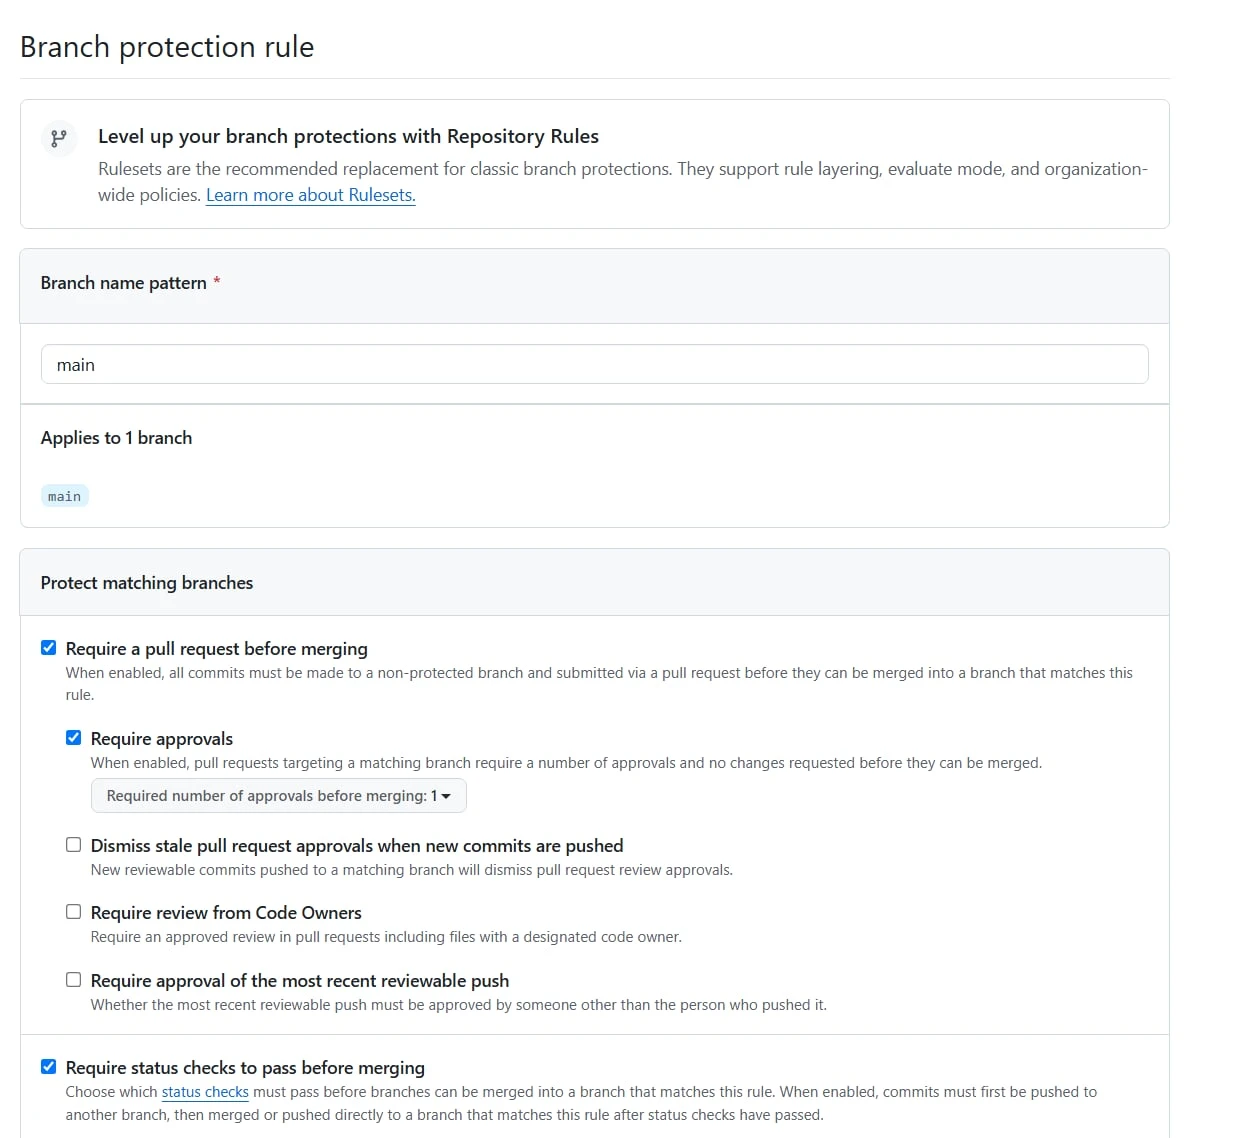 Branch protection rule
Level up your branch protections with Repository Rules
Rulesets are the recommended replacement for classic branch protections. They support rule layering, evaluate mode, and organization-
wide policies. Learn more about Rulesets.
Branch name pattern *
main
Applies to 1 branch
main
Protect matching branches
Require a pull request before merging
When enabled, all commits must be made to a non-protected branch and submitted via a pull request before they can be merged into a branch that matches this
rule.
Require approvals
When enabled, pull requests targeting a matching branch require a number of approvals and no changes requested before they can be merged.
Required number of approvals before merging: 1
Dismiss stale pull request approvals when new commits are pushed
New reviewable commits pushed to a matching branch will dismiss pull request review approvals.
Require review from Code Owners
Require an approved review in pull requests including files with a designated code owner.
Require approval of the most recent reviewable push
Whether the most recent reviewable push must be approved by someone other than the person who pushed it.
Require status checks to pass before merging
Choose which status checks must pass before branches can be merged into a branch that matches this rule. When enabled, commits must first be pushed to
another branch, then merged or pushed directly to a branch that matches this rule after status checks have passed.